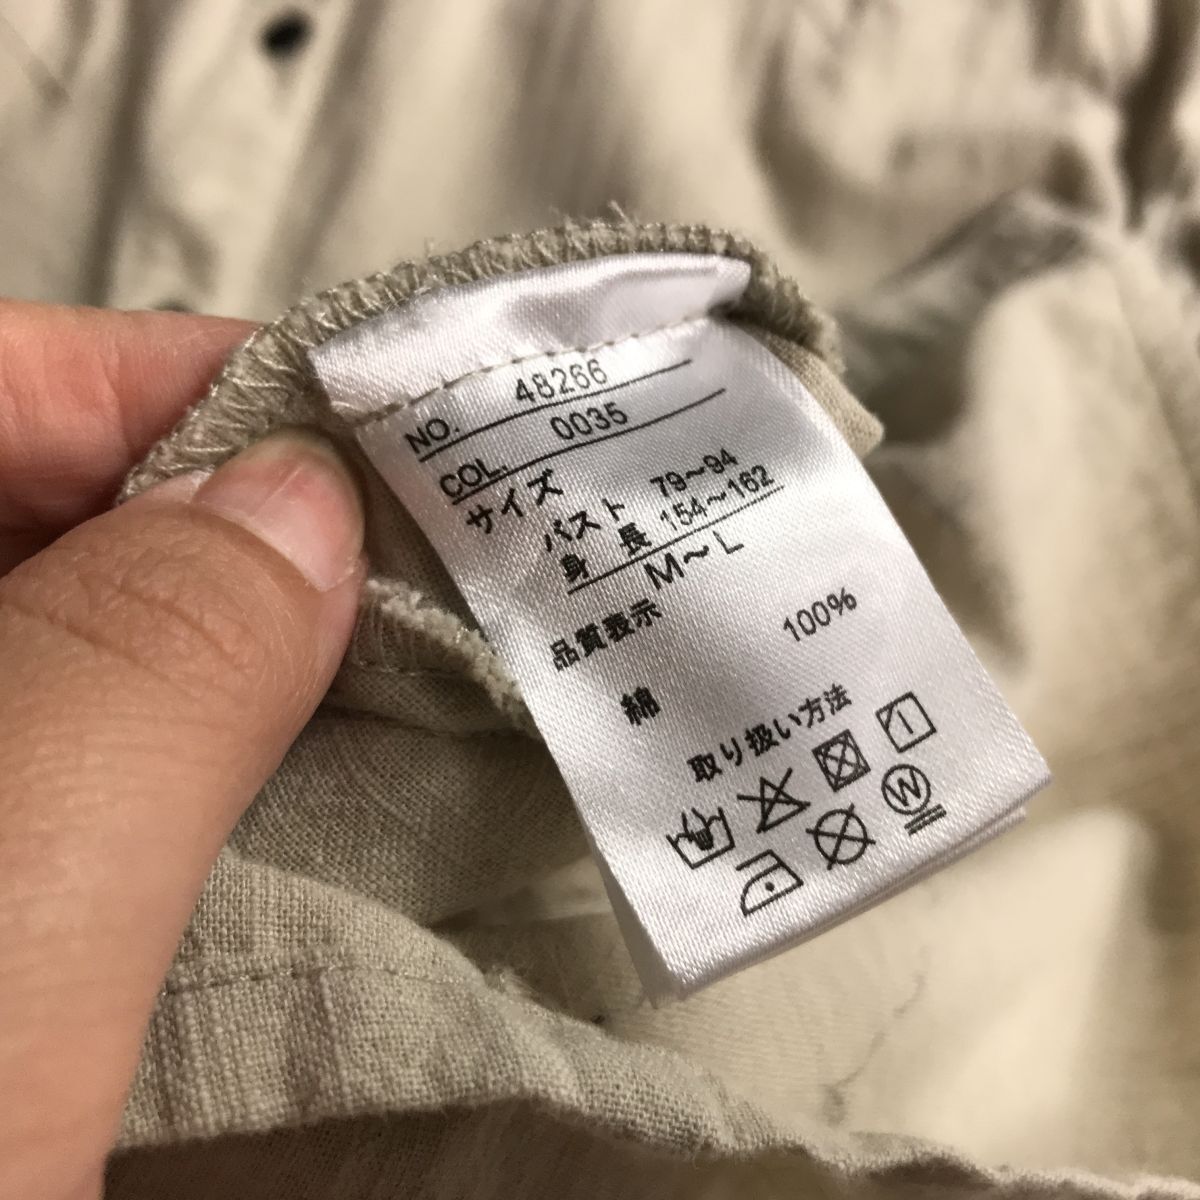 NO. 48266
COL. 0035
サイズ
バスト 79～94
身長 154～162
M～L
品質表示
綿 100%
取り扱い方法
W